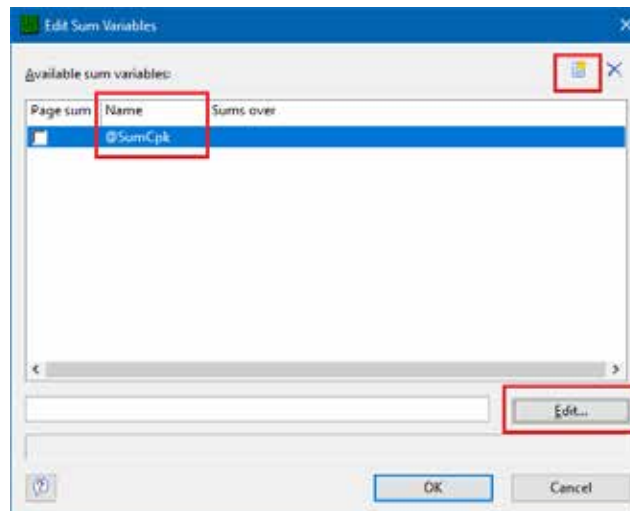 Edit Sum Variables
Available sum variables:
Page sum Name Sums over
@SumCpk
Edit...
OK Cancel